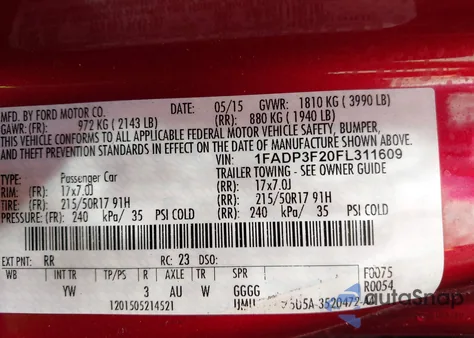 MFD. BY FORD MOTOR CO. DATE: 05/15 GVWR: 1810 KG ( 3990 LB)
GAWR: (FR) 972 KG ( 2143 LB) (RR): 880 KG ( 1940 LB)
THIS VEHICLE CONFORMS TO ALL APPLICABLE FEDERAL MOTOR VEHICLE SAFETY, BUMPER,
AND THEFT PREVENTION STANDARDS IN EFFECT ON THE DATE OF MANUFACTURE SHOWN ABOVE.
VIN: 1FADP3F20FL311609
TYPE: Passenger Car TRAILER TOWING - SEE OWNER GUIDE
RIM: (FR): 17x7.0J (RR): 17x7.0J
TIRE: (FR): 215/50R17 91H (RR): 215/50R17 91H
PRESSURE: (FR): 240 kPa/ 35 PSI COLD (RR): 240 kPa/ 35 PSI COLD
EXT PNT: RR RC: 23 DSO:
WB INT TR TP/PS R AXLE TR SPR F0075
YW 3 AU W GGGG R0054
1201505214521
autoSnap